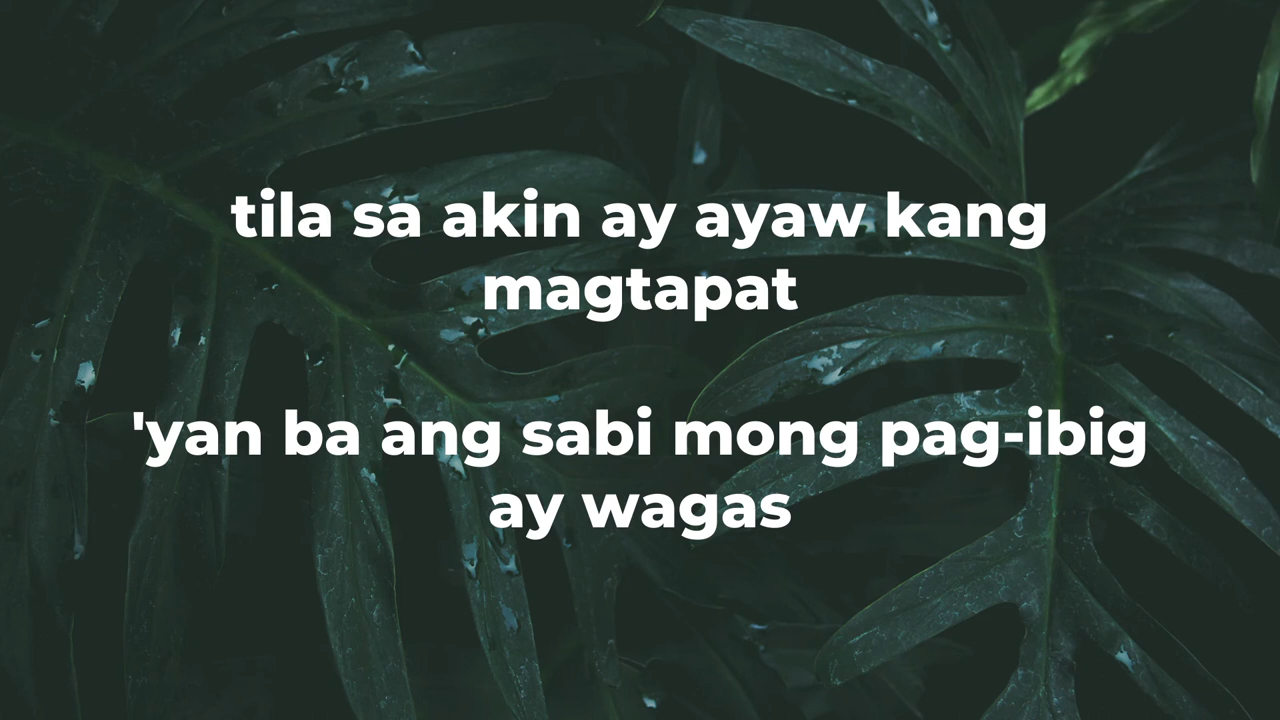 tila sa akin ay ayaw kang
magtapat
'yan ba ang sabi mong pag-ibig
ay wagas